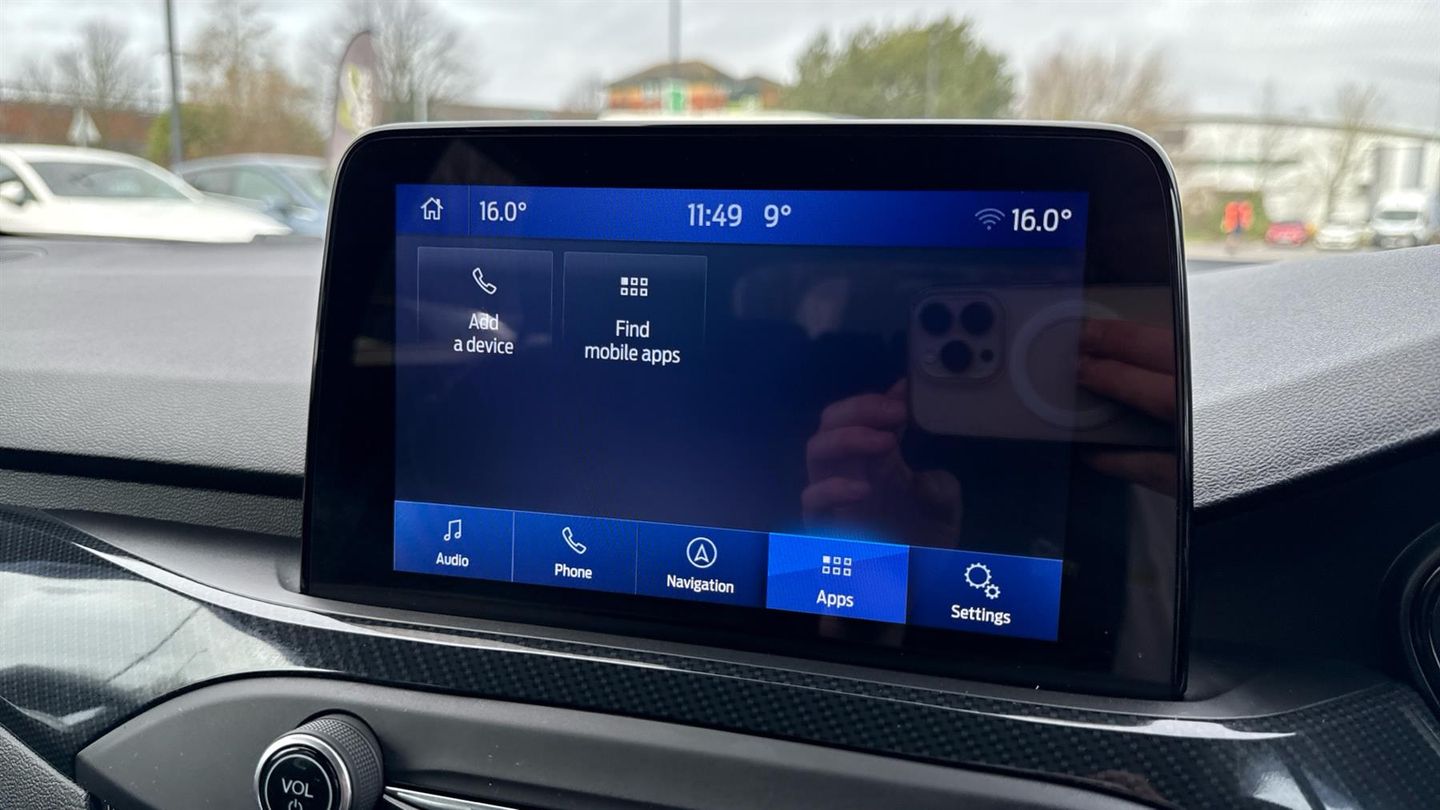 16.0° 11:49 9° 16.0°
Add
a device
Find
mobile apps
Audio
Phone
Navigation
Apps
Settings
VOL